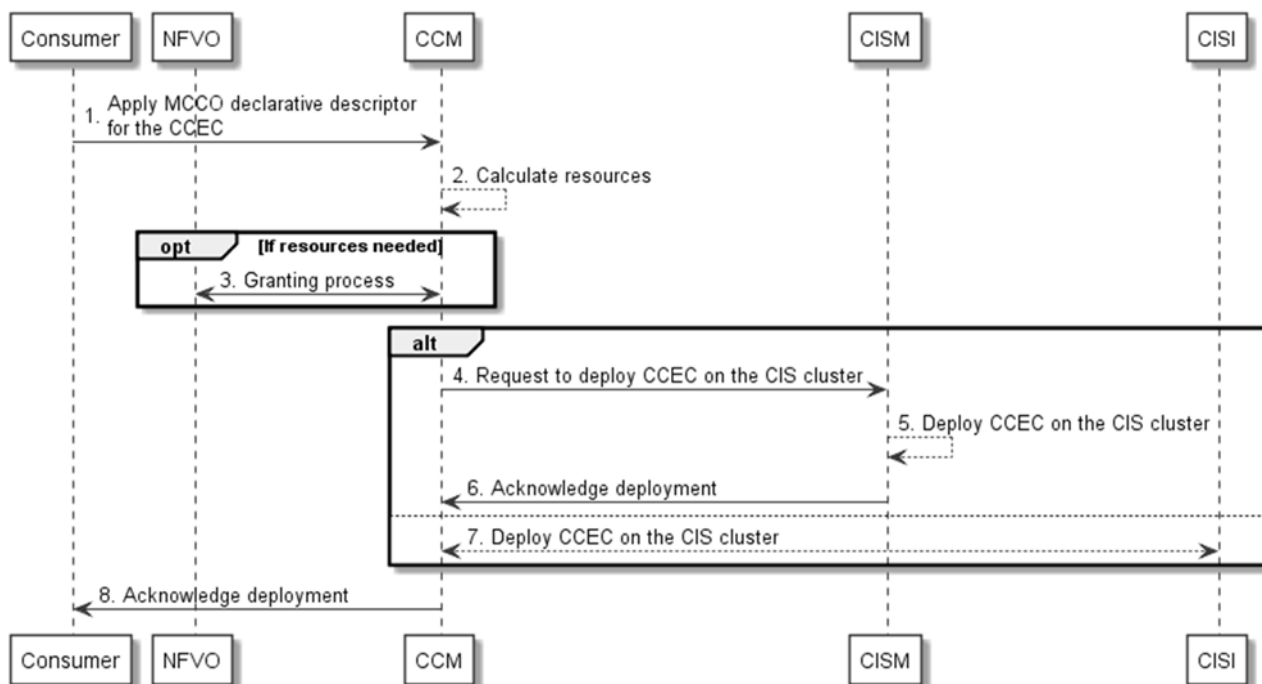 Consumer NFVO CCM CISM CISI
1. Apply MCCO declarative descriptor
for the CCEC
2. Calculate resources
opt [If resources needed]
3. Granting process
alt
4. Request to deploy CCEC on the CIS cluster
5. Deploy CCEC on the CIS cluster
6. Acknowledge deployment
7. Deploy CCEC on the CIS cluster
8. Acknowledge deployment
Consumer NFVO CCM CISM CISI